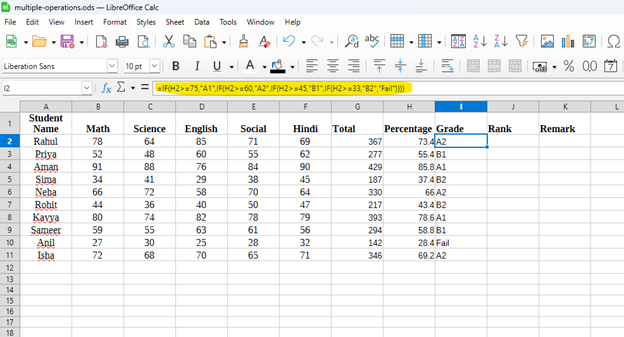 multiple-operations.ods — LibreOffice Calc
File Edit View Insert Format Styles Sheet Data Tools Window Help
Liberation Sans 10 pt B I U A 
I2 fx Σ = =IF(H2>=75,"A1",IF(H2>=60,"A2",IF(H2>=45,"B1",IF(H2>=33,"B2","Fail"))))
A B C D E F G H I J K L
1 Student Name Math Science English Social Hindi Total Percentage Grade Rank Remark
2 Rahul 78 64 85 71 69 367 73.4 A2
3 Priya 52 48 60 55 62 277 55.4 B1
4 Aman 91 88 76 84 90 429 85.8 A1
5 Sima 34 41 29 38 45 187 37.4 B2
6 Neha 66 72 58 70 64 330 66 A2
7 Rohit 44 36 40 50 47 217 43.4 B2
8 Kavya 80 74 82 78 79 393 78.6 A1
9 Sameer 59 55 63 61 56 294 58.8 B1
10 Anil 27 30 25 28 32 142 28.4 Fail
11 Isha 72 68 70 65 71 346 69.2 A2
12
13
14
15
16
17
18